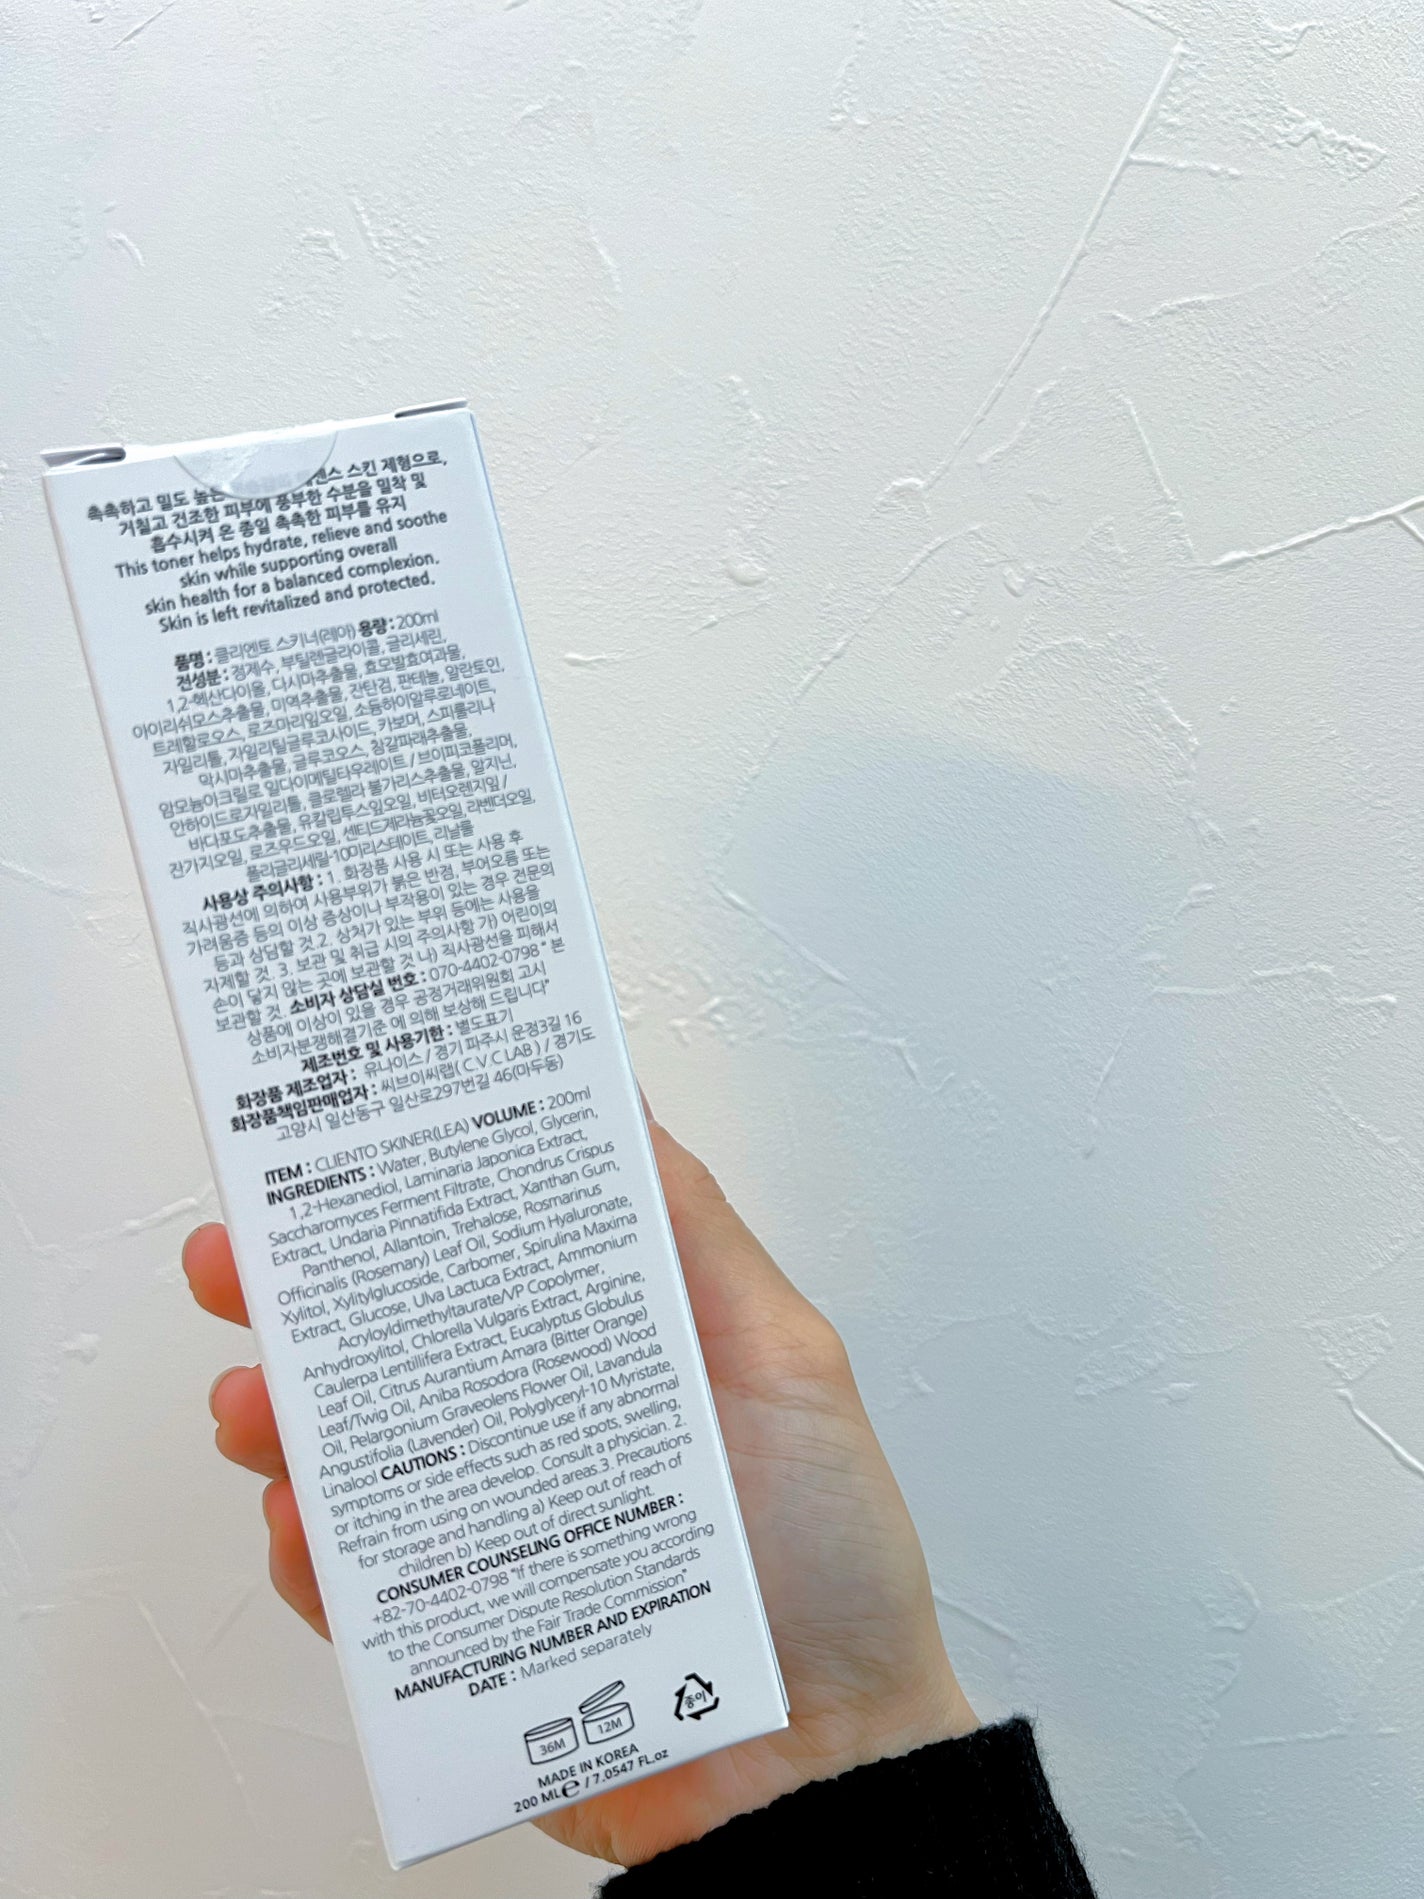 스킨 제형으로,
촉촉하고 밀도 높은 풍부한 수분을 밀착 및
거칠고 건조한 피부에
흡수시켜 온 종일 촉촉한 피부를 유지
This toner helps hydrate, relieve and soothe
skin while supporting overall
skin health for a balanced complexion.
Skin is left revitalized and protected.
품명 : 클리엔토 스키너(레아) 용량 : 200ml
전성분 : 정제수, 부틸렌글라이콜, 글리세린,
1,2-헥산다이올, 다시마추출물, 효모발효여과물,
아이리쉬모스추출물, 미역추출물, 잔탄검, 판테놀, 알란토인,
트레할로오스, 로즈마리잎오일, 소듐하이알루로네이트,
자일리톨, 자일리틸글루코사이드, 카보머, 스피룰리나
막시마추출물, 글루코오스, 참갈파래추출물,
암모늄아크릴로일다이메틸타우레이트 / 브이피코폴리머,
안하이드로자일리톨, 클로렐라 불가리스추출물, 알지닌,
바다포도추출물, 유칼립투스잎오일, 비터오렌지잎 /
잔가지오일, 로즈우드오일, 센티드제라늄꽃오일, 라벤더오일,
폴리글리세릴-10미리스테이트, 리날룰
사용상 주의사항 : 1. 화장품 사용 시 또는 사용 후
직사광선에 의하여 사용부위가 붉은 반점, 부어오름 또는
가려움증 등의 이상 증상이나 부작용이 있는 경우 전문의
등과 상담할 것 2. 상처가 있는 부위 등에는 사용을
자제할 것. 3. 보관 및 취급 시의 주의사항 가) 어린이의
손이 닿지 않는 곳에 보관할 것 나) 직사광선을 피해서
보관할 것. 소비자 상담실 번호 : 070-4402-0798 " 본
상품에 이상이 있을 경우 공정거래위원회 고시
소비자분쟁해결기준 에 의해 보상해 드립니다"
제조번호 및 사용기한 : 별도표기
화장품 제조업자 : 유나이스 / 경기 파주시 운정3길 16
화장품책임판매업자 : 씨브이씨랩( C.V.C LAB ) / 경기도
고양시 일산동구 일산로297번길 46(마두동)
ITEM : CLIENTO SKINER(LEA) VOLUME : 200ml
INGREDIENTS : Water, Butylene Glycol, Glycerin,
1,2-Hexanediol, Laminaria Japonica Extract,
Saccharomyces Ferment Filtrate, Chondrus Crispus
Extract, Undaria Pinnatifida Extract, Xanthan Gum,
Panthenol, Allantoin, Trehalose, Rosmarinus
Officinalis (Rosemary) Leaf Oil, Sodium Hyaluronate,
Xylitol, Xylitylglucoside, Carbomer, Spirulina Maxima
Extract, Glucose, Ulva Lactuca Extract, Ammonium
Acryloyldimethyltaurate/VP Copolymer,
Anhydroxylitol, Chlorella Vulgaris Extract, Arginine,
Caulerpa Lentillifera Extract, Eucalyptus Globulus
Leaf Oil, Citrus Aurantium Amara (Bitter Orange)
Leaf/Twig Oil, Aniba Rosodora (Rosewood) Wood
Oil, Pelargonium Graveolens Flower Oil, Lavandula
Angustifolia (Lavender) Oil, Polyglyceryl-10 Myristate,
Linalool CAUTIONS : Discontinue use if any abnormal
symptoms or side effects such as red spots, swelling,
or itching in the area develop. Consult a physician. 2.
Refrain from using on wounded areas.3. Precautions
for storage and handling a) Keep out of reach of
children b) Keep out of direct sunlight.
CONSUMER COUNSELING OFFICE NUMBER :
+82-70-4402-0798 "If there is something wrong
with this product, we will compensate you according
to the Consumer Dispute Resolution Standards
announced by the Fair Trade Commission"
MANUFACTURING NUMBER AND EXPIRATION
DATE : Marked separately
36M 12M 종이
MADE IN KOREA
200 ML e / 7.0547 FL.oz